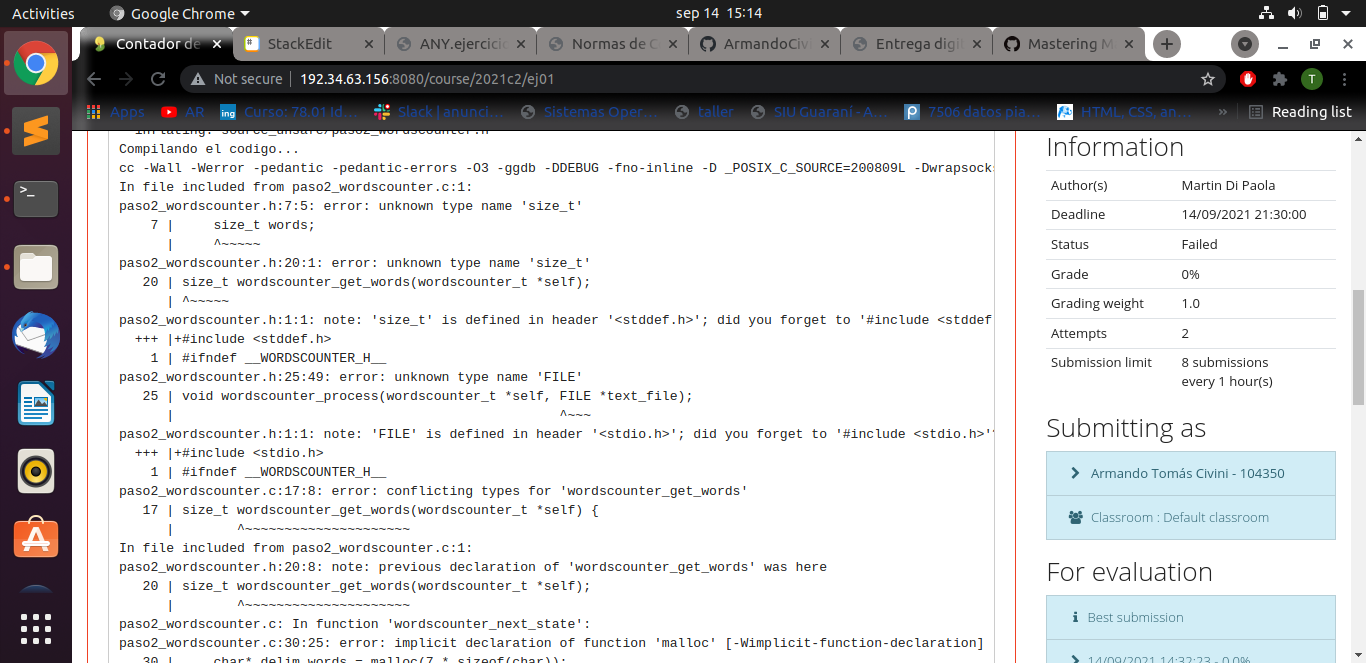 Activities
Google Chrome
sep 14 15:14
Contador de
StackEdit
ANY.ejercicio
Normas de C
ArmandoCivi
Entrega digi
Mastering M
Not secure
192.34.63.156:8080/course/2021c2/ej01
T
Apps
AR
Curso: 78.01 Id...
Slack | anunci...
Sistemas Oper...
taller
SIU Guaraní - A...
7506 datos pia...
HTML, CSS, an...
»
Reading list
inflating: source_unsafe/paso2_wordscounter.h
Compilando el codigo...
cc -Wall -Werror -pedantic -pedantic-errors -O3 -ggdb -DDEBUG -fno-inline -D _POSIX_C_SOURCE=200809L -Dwrapsock
In file included from paso2_wordscounter.c:1:
paso2_wordscounter.h:7:5: error: unknown type name 'size_t'
7 | size_t words;
| ^~~~~~
paso2_wordscounter.h:20:1: error: unknown type name 'size_t'
20 | size_t wordscounter_get_words(wordscounter_t *self);
| ^~~~~~
paso2_wordscounter.h:1:1: note: 'size_t' is defined in header '<stddef.h>'; did you forget to '#include <stddef
+++ |+#include <stddef.h>
1 | #ifndef __WORDSCOUNTER_H__
paso2_wordscounter.h:25:49: error: unknown type name 'FILE'
25 | void wordscounter_process(wordscounter_t *self, FILE *text_file);
| ^~~~
paso2_wordscounter.h:1:1: note: 'FILE' is defined in header '<stdio.h>'; did you forget to '#include <stdio.h>'
+++ |+#include <stdio.h>
1 | #ifndef __WORDSCOUNTER_H__
paso2_wordscounter.c:17:8: error: conflicting types for 'wordscounter_get_words'
17 | size_t wordscounter_get_words(wordscounter_t *self) {
| ^~~~~~~~~~~~~~~~~~~~~~
In file included from paso2_wordscounter.c:1:
paso2_wordscounter.h:20:8: note: previous declaration of 'wordscounter_get_words' was here
20 | size_t wordscounter_get_words(wordscounter_t *self);
| ^~~~~~~~~~~~~~~~~~~~~~
paso2_wordscounter.c: In function 'wordscounter_next_state':
paso2_wordscounter.c:30:25: error: implicit declaration of function 'malloc' [-Wimplicit-function-declaration]
30 | char* delim_words = malloc(7 * sizeof(char));
Information
Author(s) Martin Di Paola
Deadline 14/09/2021 21:30:00
Status Failed
Grade 0%
Grading weight 1.0
Attempts 2
Submission limit 8 submissions
every 1 hour(s)
Submitting as
Armando Tomás Civini - 104350
Classroom : Default classroom
For evaluation
Best submission
14/09/2021 14:32:23 - 0.0%